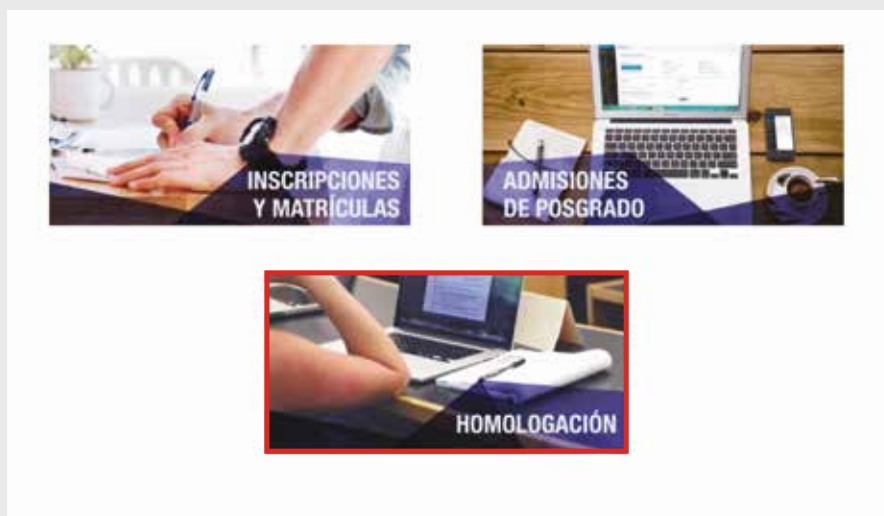 INSCRIPCIONES
Y MATRÍCULAS
ADMISIONES
DE POSGRADO
HOMOLOGACIÓN